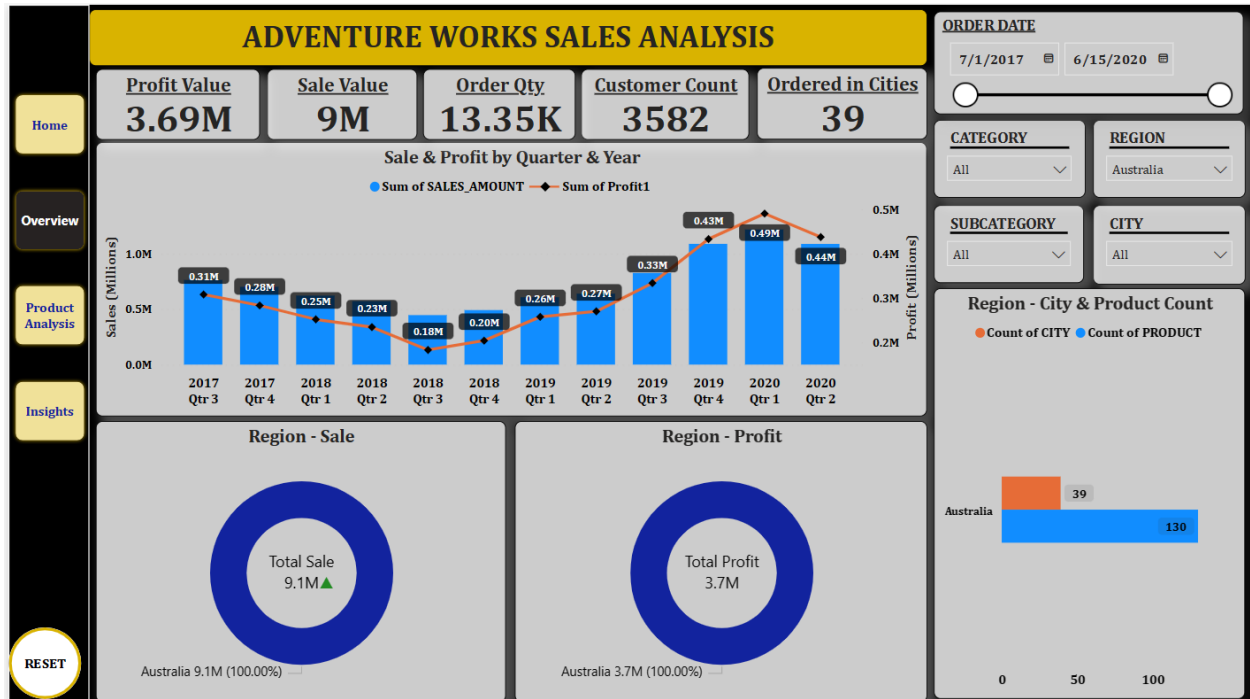 ADVENTURE WORKS SALES ANALYSIS
Profit Value
3.69M
Sale Value
9M
Order Qty
13.35K
Customer Count
3582
Ordered in Cities
39
ORDER DATE
7/1/2017
6/15/2020
CATEGORY
All
REGION
Australia
SUBCATEGORY
All
CITY
All
Home
Overview
Product
Analysis
Insights
RESET
Sale & Profit by Quarter & Year
Sum of SALES_AMOUNT Sum of Profit1
Sales (Millions)
1.0M
0.5M
0.0M
0.31M
0.28M
0.25M
0.23M
0.18M
0.20M
0.26M
0.27M
0.33M
0.43M
0.49M
0.44M
0.5M
0.4M
0.3M
0.2M
Profit (Millions)
2017 2017 2018 2018 2018 2018 2019 2019 2019 2019 2020 2020
Qtr 3 Qtr 4 Qtr 1 Qtr 2 Qtr 3 Qtr 4 Qtr 1 Qtr 2 Qtr 3 Qtr 4 Qtr 1 Qtr 2
Region - Sale
Total Sale
9.1M
Australia 9.1M (100.00%)
Region - Profit
Total Profit
3.7M
Australia 3.7M (100.00%)
Region - City & Product Count
Count of CITY Count of PRODUCT
Australia
39
130
0 50 100